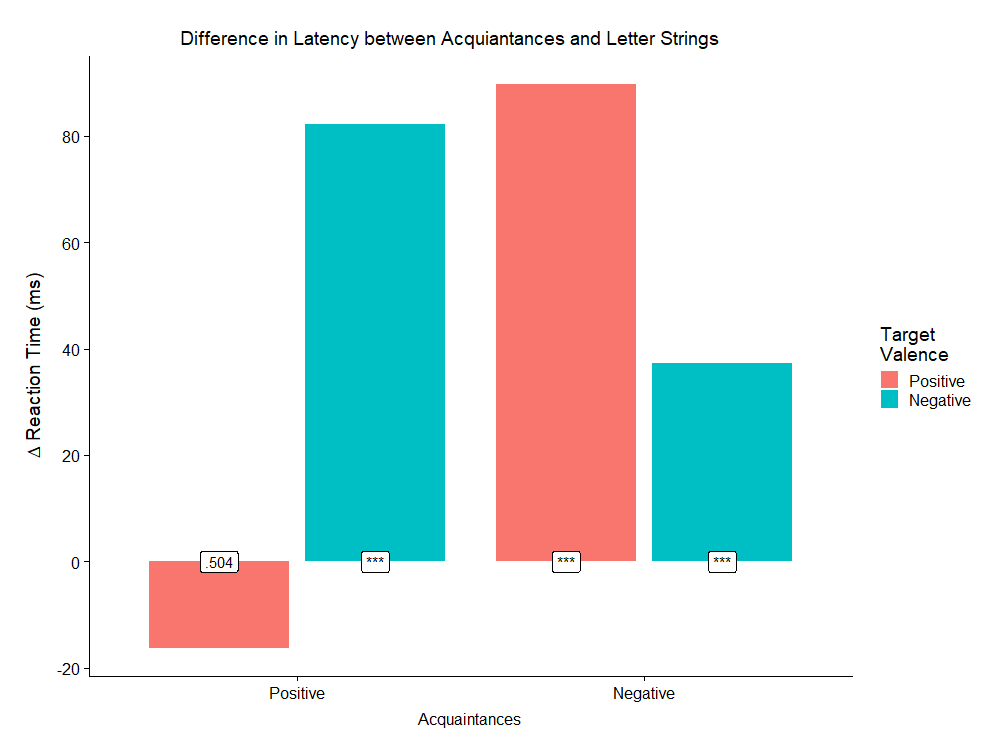 Difference in Latency between Acquiantances and Letter Strings
Δ Reaction Time (ms)
80
60
40
20
0
-20
.504
***
***
***
Positive
Negative
Acquaintances
Target
Valence
Positive
Negative